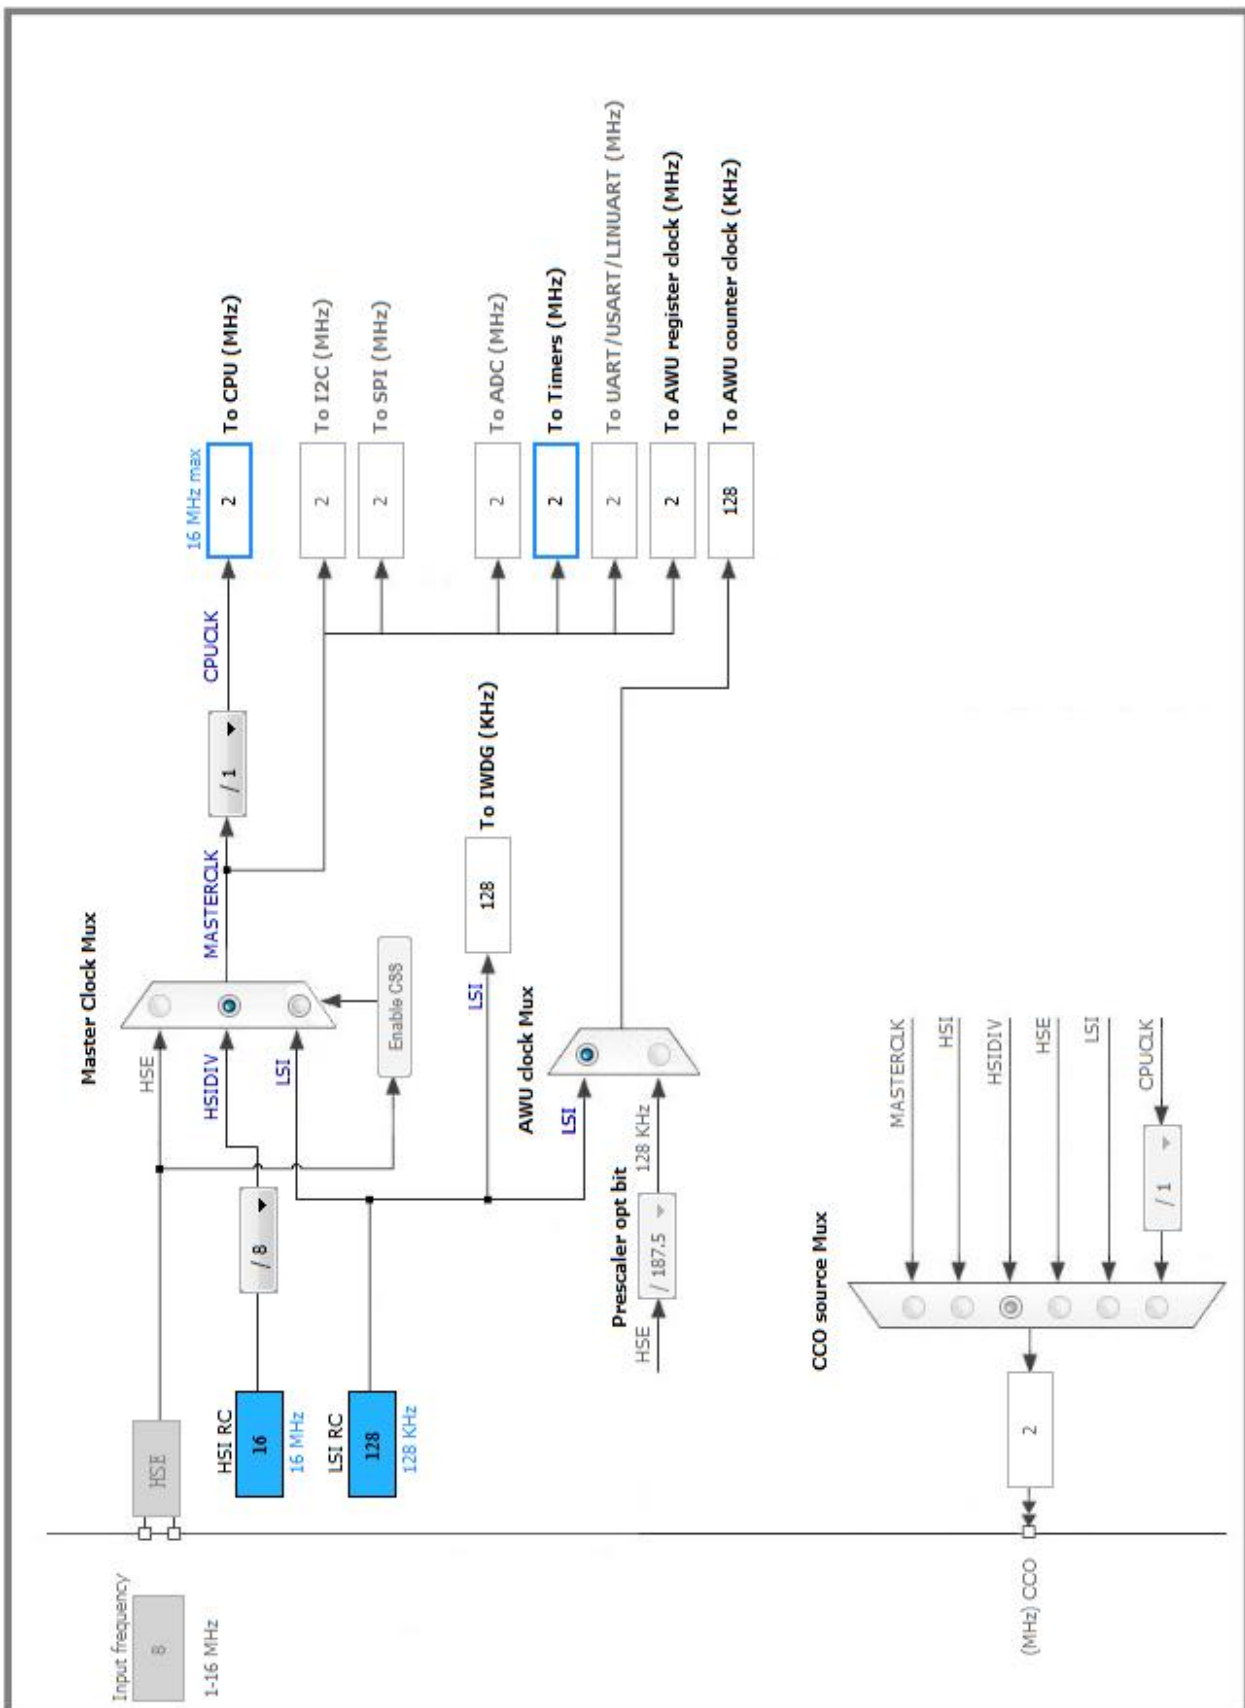 Input frequency
8
1-16 MHz
HSE
HSI RC
16
16 MHz
LSI RC
128
128 KHz
/ 8
HSE
HSIDIV
LSI
Master Clock Mux
Enable CSS
MASTERCLK
/ 1
CPUCLK
16 MHz max
2
To CPU (MHz)
2
To I2C (MHz)
2
To SPI (MHz)
2
To ADC (MHz)
2
To Timers (MHz)
2
To UART/USART/LINUART (MHz)
2
To AWU register clock (MHz)
128
To AWU counter clock (KHz)
LSI
128
To IWDG (KHz)
AWU clock Mux
LSI
Prescaler opt bit
HSE
/ 187.5
128 KHz
CCO source Mux
MASTERCLK
HSI
HSIDIV
HSE
LSI
CPUCLK
/ 1
2
(MHz) CCO